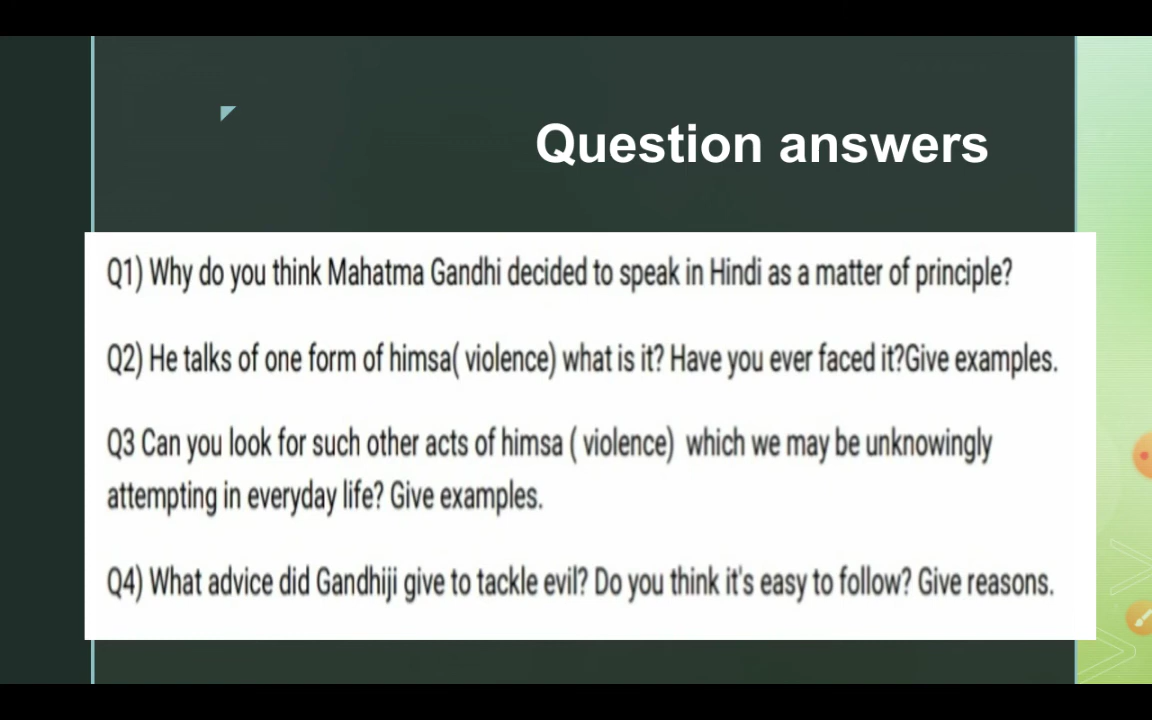 Question answers
Q1) Why do you think Mahatma Gandhi decided to speak in Hindi as a matter of principle?
Q2) He talks of one form of himsa( violence) what is it? Have you ever faced it?Give examples.
Q3 Can you look for such other acts of himsa ( violence) which we may be unknowingly
attempting in everyday life? Give examples.
Q4) What advice did Gandhiji give to tackle evil? Do you think it's easy to follow? Give reasons.